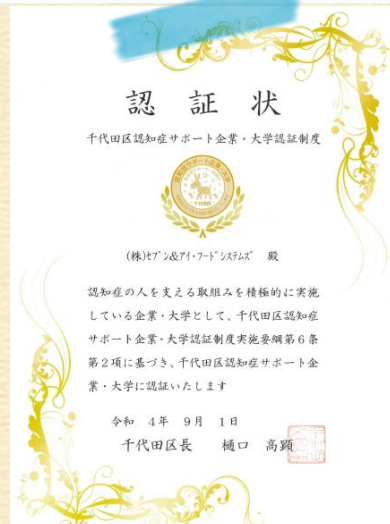 認証状
千代田区認知症サポート企業・大学認証制度
(株)ｾﾌﾞﾝ&ｱｲ・ﾌｰﾄﾞｼｽﾃﾑｽﾞ 殿
認知症の人を支える取組みを積極的に実施
している企業・大学として、千代田区認知症
サポート企業・大学認証制度実施要綱第６条
第２項に基づき、千代田区認知症サポート企
業・大学に認証いたします
令和 4年 9月 1日
千代田区長 樋口 高顕